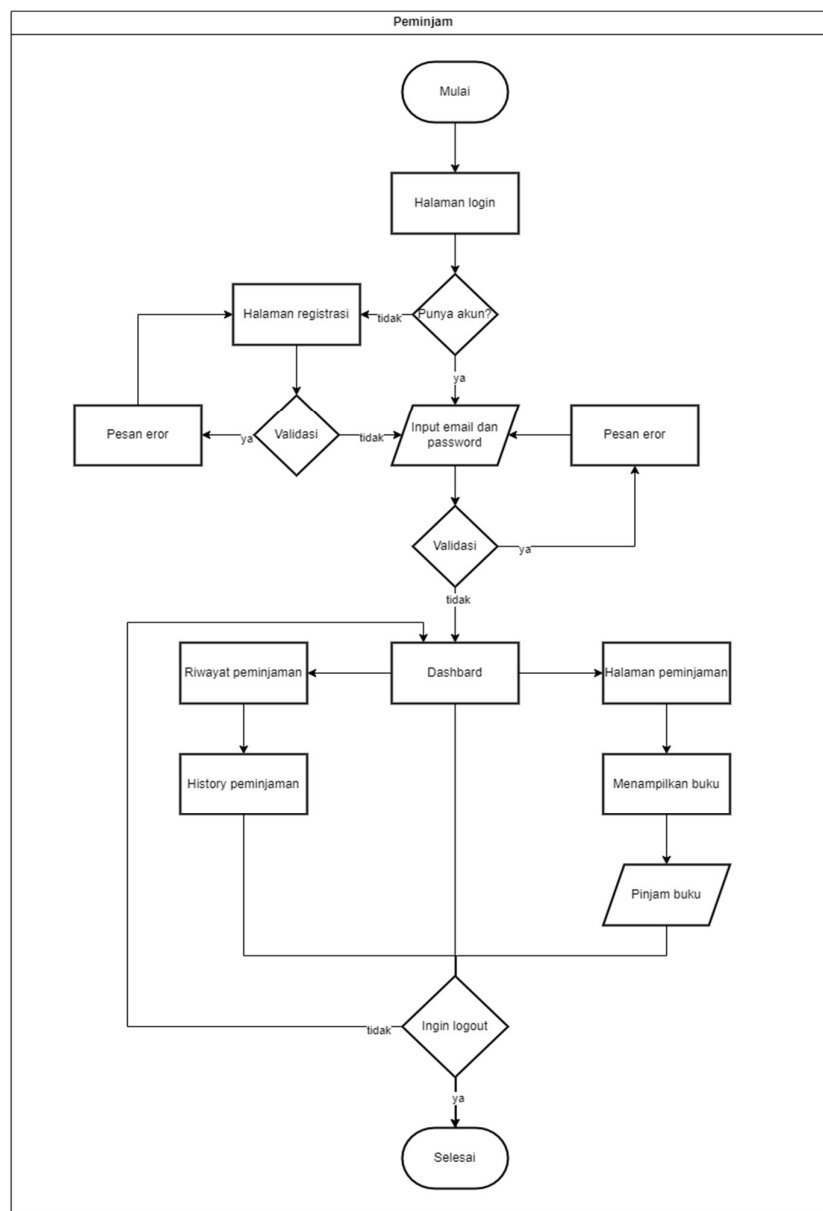 Peminjam
Mulai
Halaman login
Punya akun?
tidak
Halaman registrasi
ya
Pesan eror
ya
Validasi
tidak
Input email dan
password
Pesan eror
Validasi
ya
tidak
Riwayat peminjaman
Dashbard
Halaman peminjaman
History peminjaman
Menampilkan buku
Pinjam buku
Ingin logout
tidak
ya
Selesai